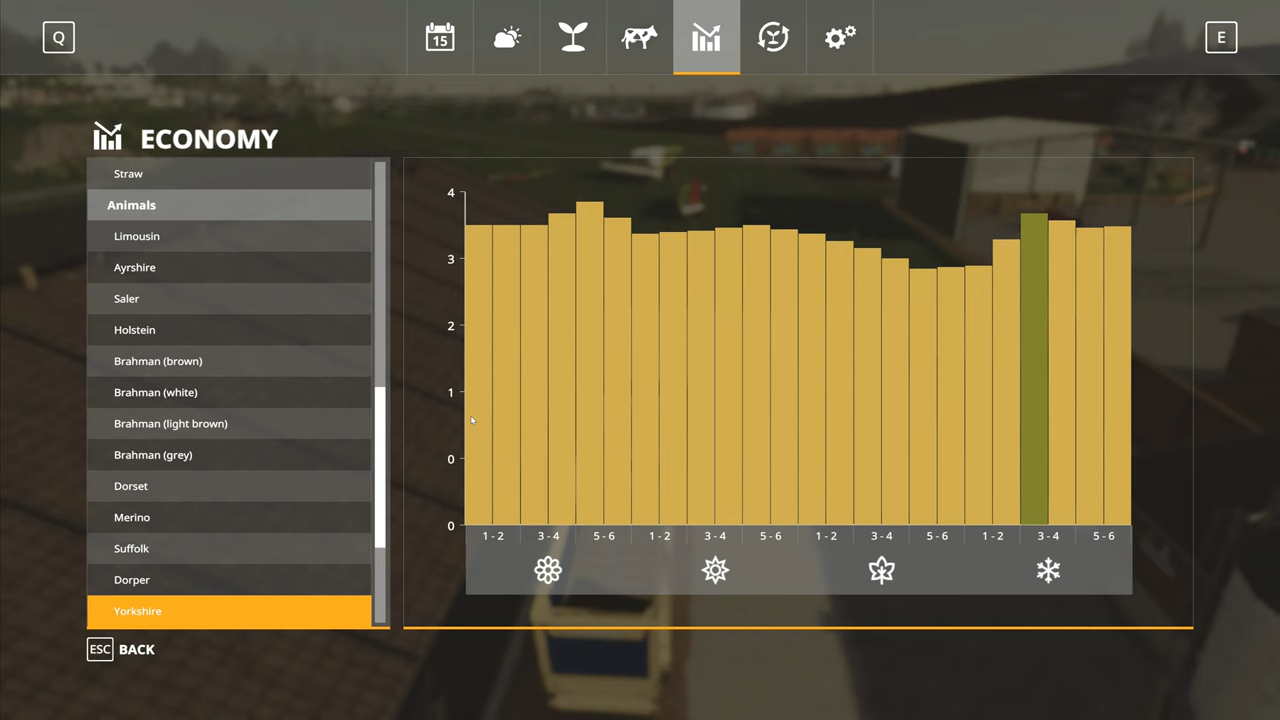 Q
15
E
ECONOMY
Straw
Animals
Limousin
Ayrshire
Saler
Holstein
Brahman (brown)
Brahman (white)
Brahman (light brown)
Brahman (grey)
Dorset
Merino
Suffolk
Dorper
Yorkshire
4
3
2
1
0
0
1 - 2 3 - 4 5 - 6 1 - 2 3 - 4 5 - 6 1 - 2 3 - 4 5 - 6 1 - 2 3 - 4 5 - 6
ESC BACK